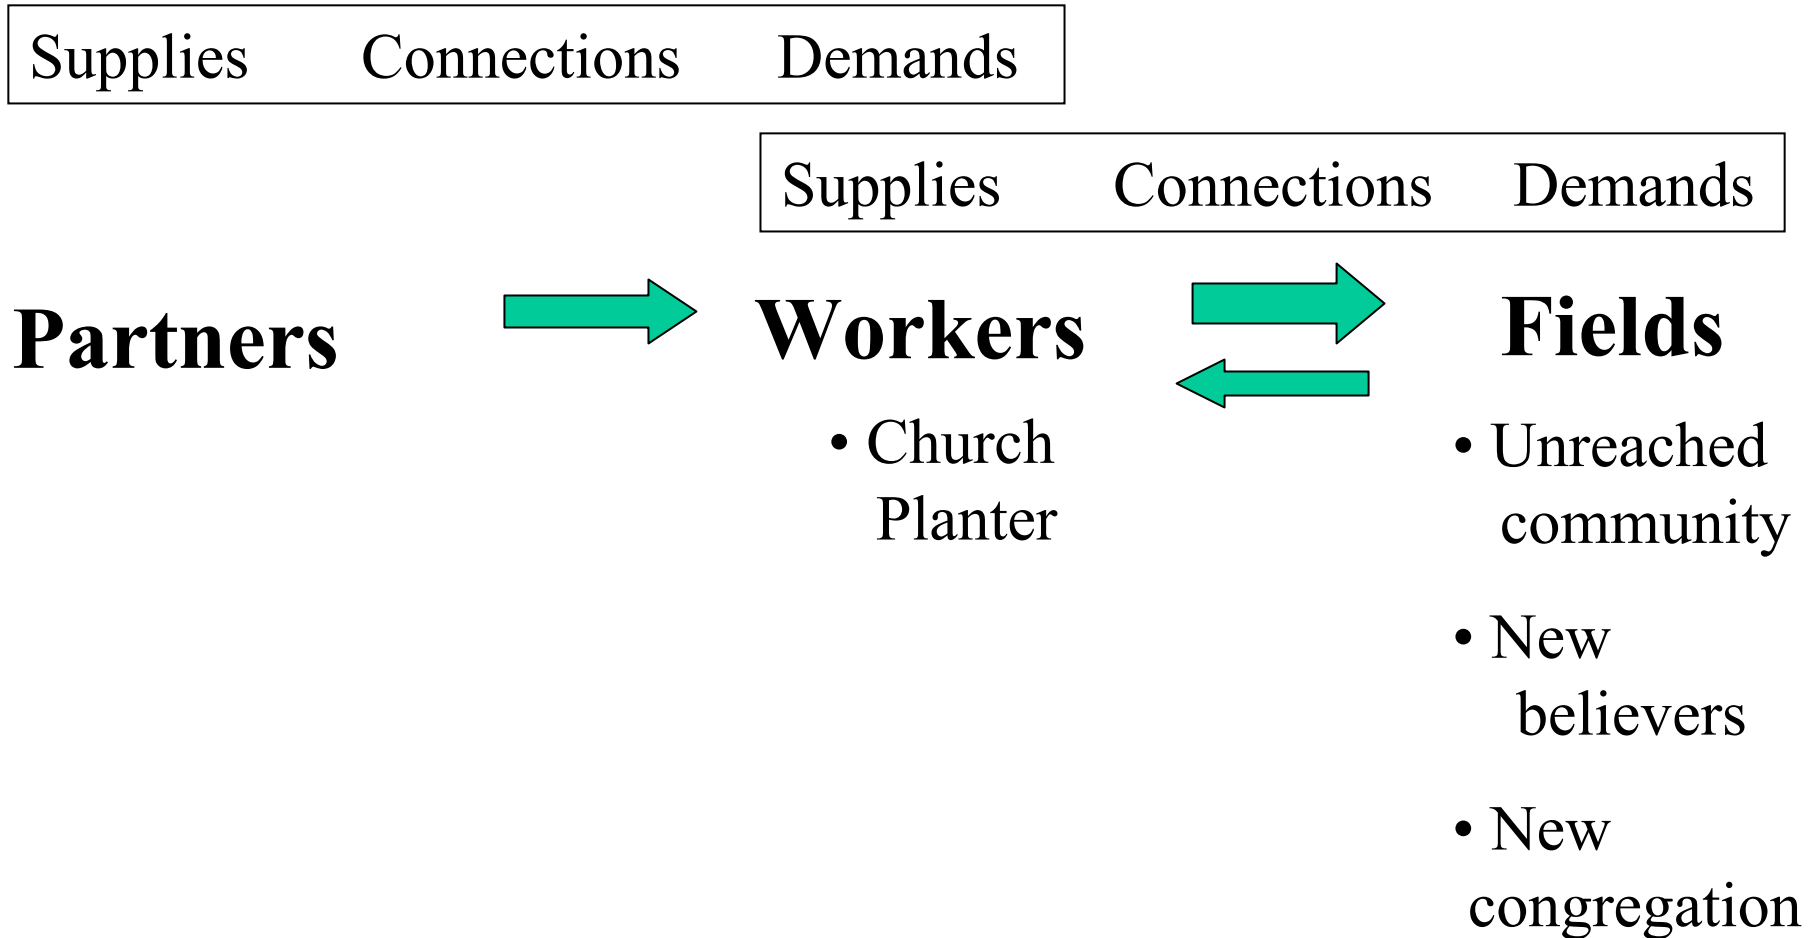 Supplies Connections Demands
Supplies Connections Demands
Partners Workers Fields
• Church
Planter
• Unreached
community
• New
believers
• New
congregation